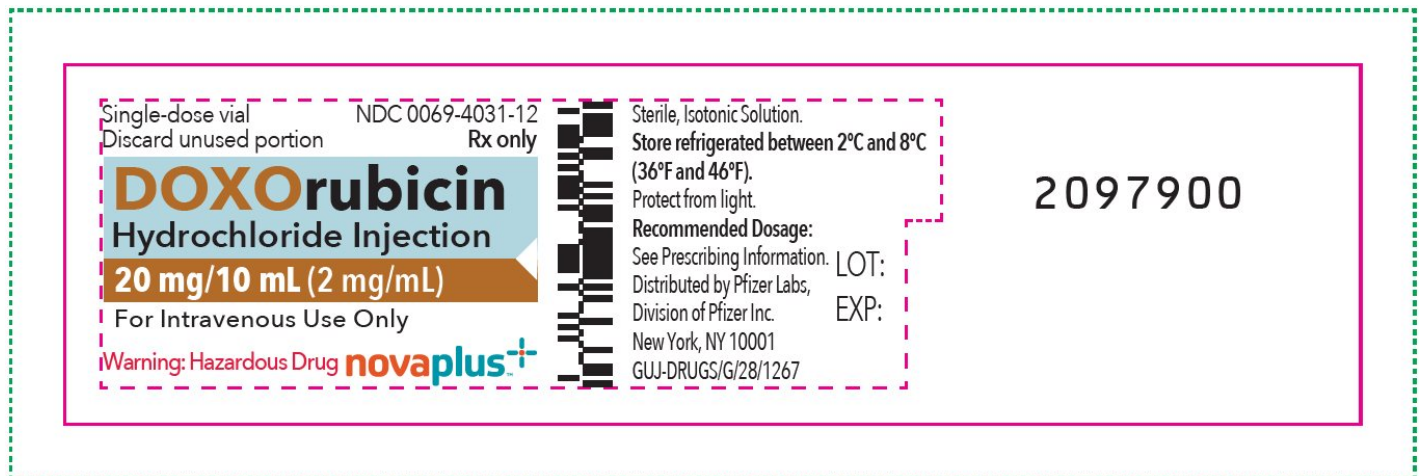 Single-dose vial NDC 0069-4031-12
Discard unused portion Rx only
DOXOrubicin
Hydrochloride Injection
20 mg/10 mL (2 mg/mL)
For Intravenous Use Only
Warning: Hazardous Drug novaplus™
Sterile, Isotonic Solution.
Store refrigerated between 2ºC and 8ºC
(36ºF and 46ºF).
Protect from light.
Recommended Dosage:
See Prescribing Information.
Distributed by Pfizer Labs,
Division of Pfizer Inc.
New York, NY 10001
GUJ-DRUGS/G/28/1267
LOT:
EXP:
2097900